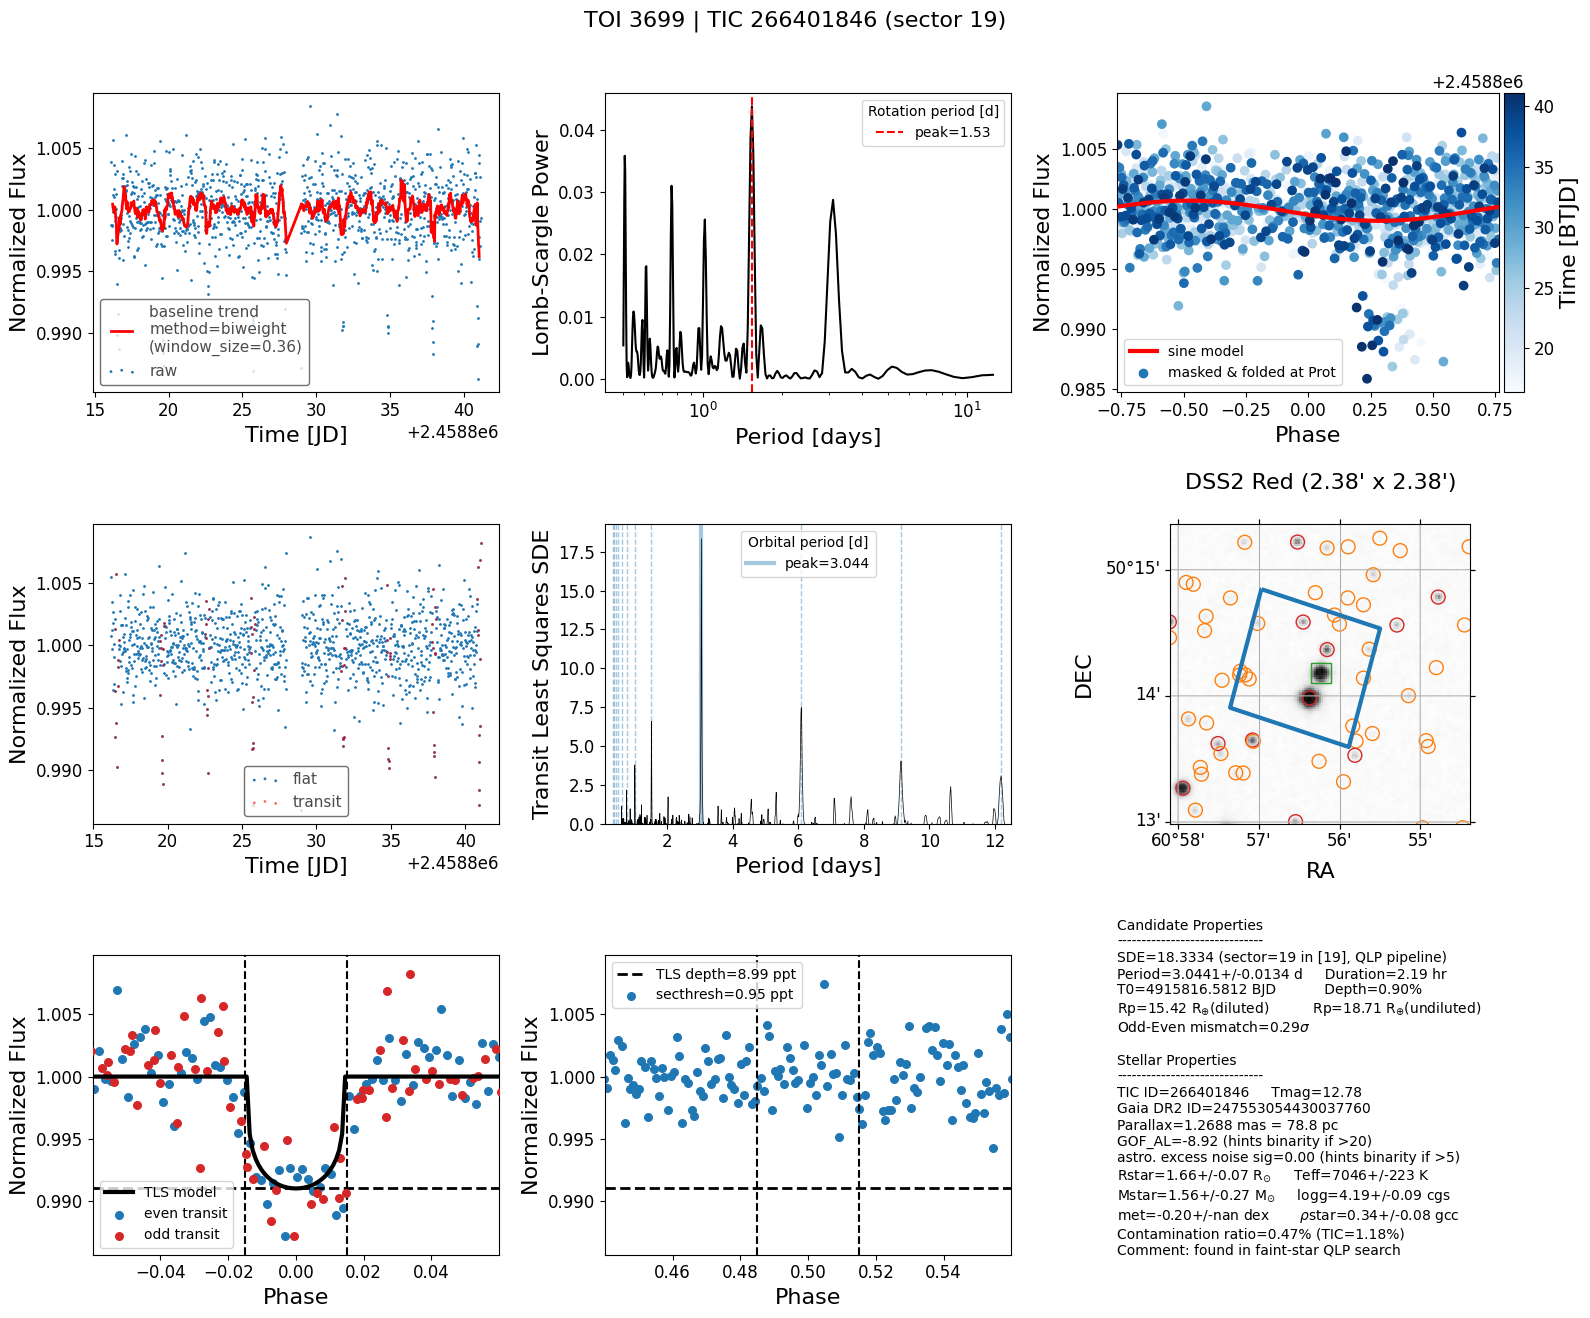 TOI 3699 | TIC 266401846 (sector 19)
Normalized Flux
1.005
1.000
0.995
0.990
baseline trend
method=biweight
(window_size=0.36)
raw
15 20 25 30 35 40
Time [JD]
+2.4588e6
Lomb-Scargle Power
0.04
0.03
0.02
0.01
0.00
Rotation period [d]
peak=1.53
10^0 10^1
Period [days]
Normalized Flux
1.005
1.000
0.995
0.990
0.985
sine model
masked & folded at Prot
−0.75 −0.50 −0.25 0.00 0.25 0.50 0.75
Phase
+2.4588e6
40
35
30
25
20
Time [BTJD]
Normalized Flux
1.005
1.000
0.995
0.990
flat
transit
15 20 25 30 35 40
Time [JD]
+2.4588e6
Transit Least Squares SDE
17.5
15.0
12.5
10.0
7.5
5.0
2.5
0.0
Orbital period [d]
peak=3.044
2 4 6 8 10 12
Period [days]
DSS2 Red (2.38' x 2.38')
DEC
50°15'
14'
13'
60°58' 57' 56' 55'
RA
Normalized Flux
1.005
1.000
0.995
0.990
TLS model
even transit
odd transit
−0.04 −0.02 0.00 0.02 0.04
Phase
Normalized Flux
1.005
1.000
0.995
0.990
TLS depth=8.99 ppt
secthresh=0.95 ppt
0.46 0.48 0.50 0.52 0.54
Phase
Candidate Properties
------------------------------
SDE=18.3334 (sector=19 in [19], QLP pipeline)
Period=3.0441+/-0.0134 d Duration=2.19 hr
T0=4915816.5812 BJD Depth=0.90%
Rp=15.42 R⊕(diluted) Rp=18.71 R⊕(undiluted)
Odd-Even mismatch=0.29σ
Stellar Properties
------------------------------
TIC ID=266401846 Tmag=12.78
Gaia DR2 ID=247553054430037760
Parallax=1.2688 mas = 78.8 pc
GOF_AL=-8.92 (hints binarity if >20)
astro. excess noise sig=0.00 (hints binarity if >5)
Rstar=1.66+/-0.07 R⊙ Teff=7046+/-223 K
Mstar=1.56+/-0.27 M⊙ logg=4.19+/-0.09 cgs
met=-0.20+/-nan dex ρstar=0.34+/-0.08 gcc
Contamination ratio=0.47% (TIC=1.18%)
Comment: found in faint-star QLP search